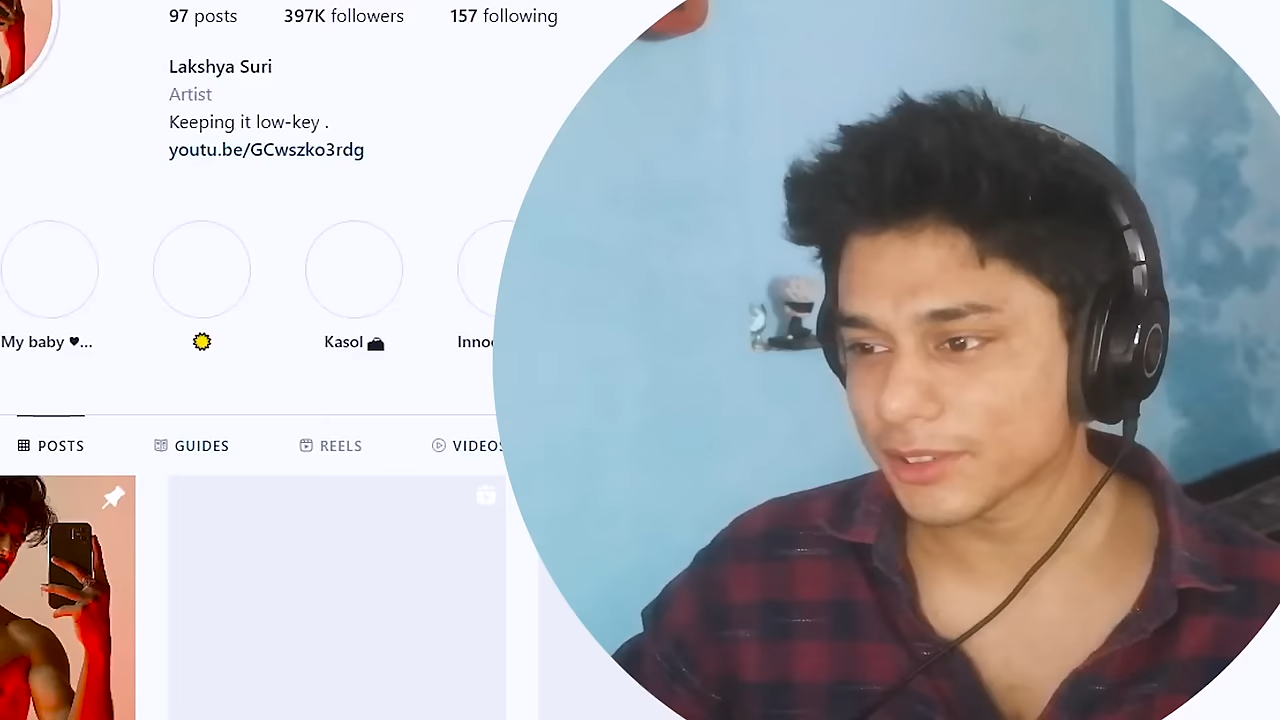 97 posts 397K followers 157 following
Lakshya Suri
Artist
Keeping it low-key .
youtu.be/GCwszko3rdg
My baby ♥... Kasol
POSTS GUIDES REELS VIDEOS